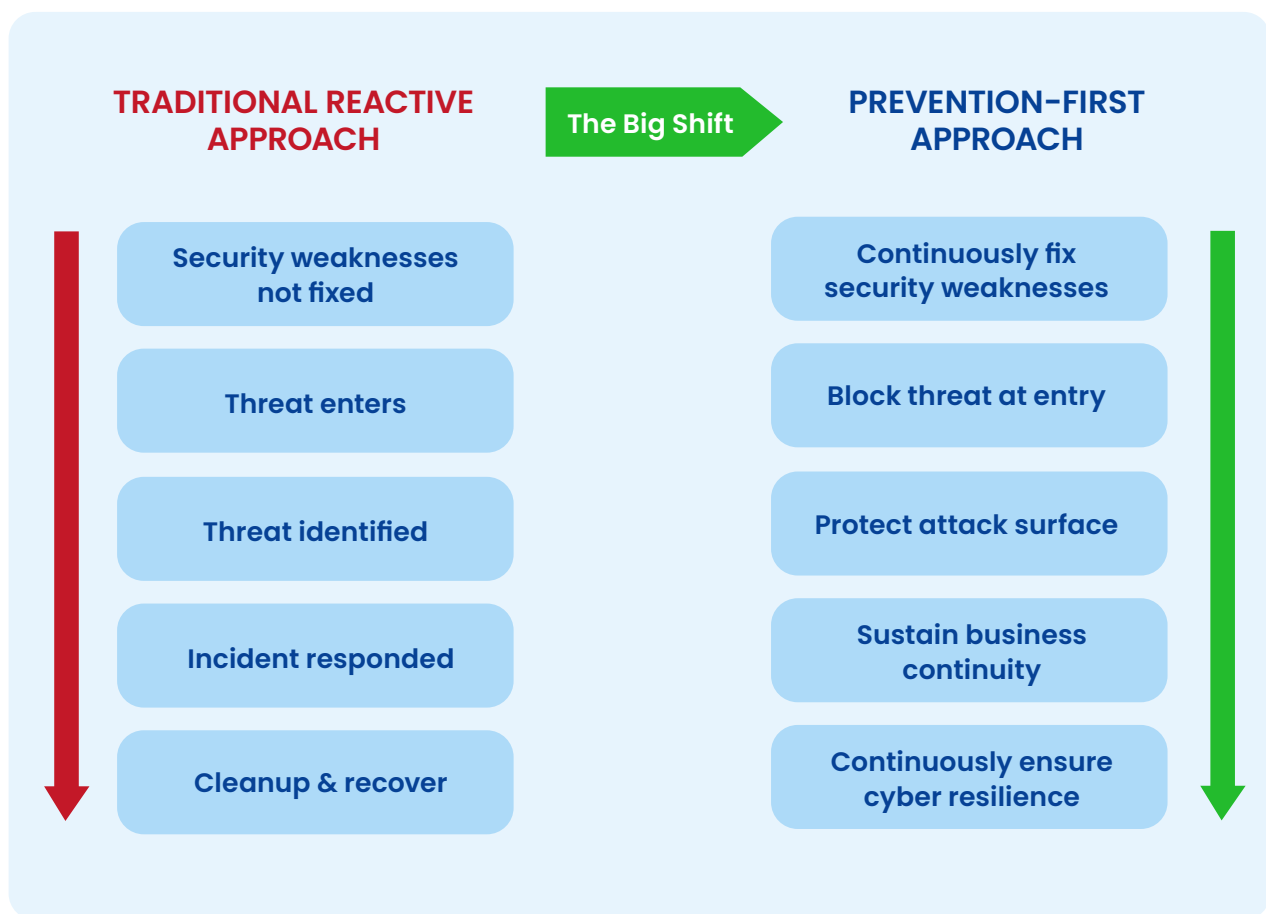 TRADITIONAL REACTIVE
APPROACH
The Big Shift
PREVENTION-FIRST
APPROACH
Security weaknesses
not fixed
Threat enters
Threat identified
Incident responded
Cleanup & recover
Continuously fix
security weaknesses
Block threat at entry
Protect attack surface
Sustain business
continuity
Continuously ensure
cyber resilience